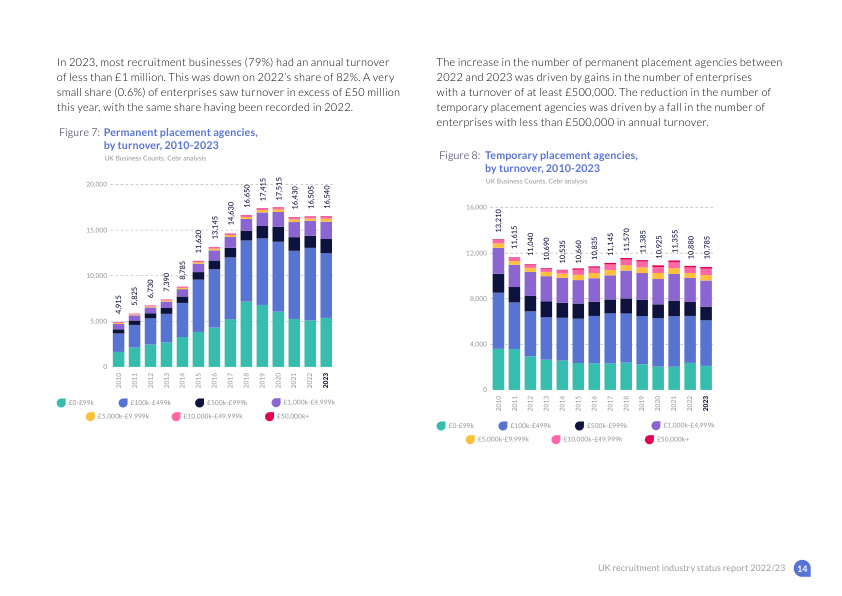 In 2023, most recruitment businesses (79%) had an annual turnover
of less than £1 million. This was down on 2022's share of 82%. A very
small share (0.6%) of enterprises saw turnover in excess of £50 million
this year, with the same share having been recorded in 2022.
Figure 7: Permanent placement agencies,
by turnover, 2010-2023
UK Business Counts, Cebr analysis
20,000
15,000
10,000
5,000
0
4,915
5,825
6,730
7,390
8,785
11,620
13,145
14,630
16,650
17,415
17,515
16,430
16,505
16,540
2010
2011
2012
2013
2014
2015
2016
2017
2018
2019
2020
2021
2022
2023
£0-£99k
£100k-£499k
£500k-£999k
£1,000k-£4,999k
£5,000k-£9,999k
£10,000k-£49,999k
£50,000k+
The increase in the number of permanent placement agencies between
2022 and 2023 was driven by gains in the number of enterprises
with a turnover of at least £500,000. The reduction in the number of
temporary placement agencies was driven by a fall in the number of
enterprises with less than £500,000 in annual turnover.
Figure 8: Temporary placement agencies,
by turnover, 2010-2023
UK Business Counts, Cebr analysis
16,000
12,000
8,000
4,000
0
13,210
11,615
11,040
10,690
10,535
10,660
10,835
11,145
11,570
11,385
10,925
11,355
10,880
10,785
2010
2011
2012
2013
2014
2015
2016
2017
2018
2019
2020
2021
2022
2023
£0-£99k
£100k-£499k
£500k-£999k
£1,000k-£4,999k
£5,000k-£9,999k
£10,000k-£49,999k
£50,000k+
UK recruitment industry status report 2022/23
14